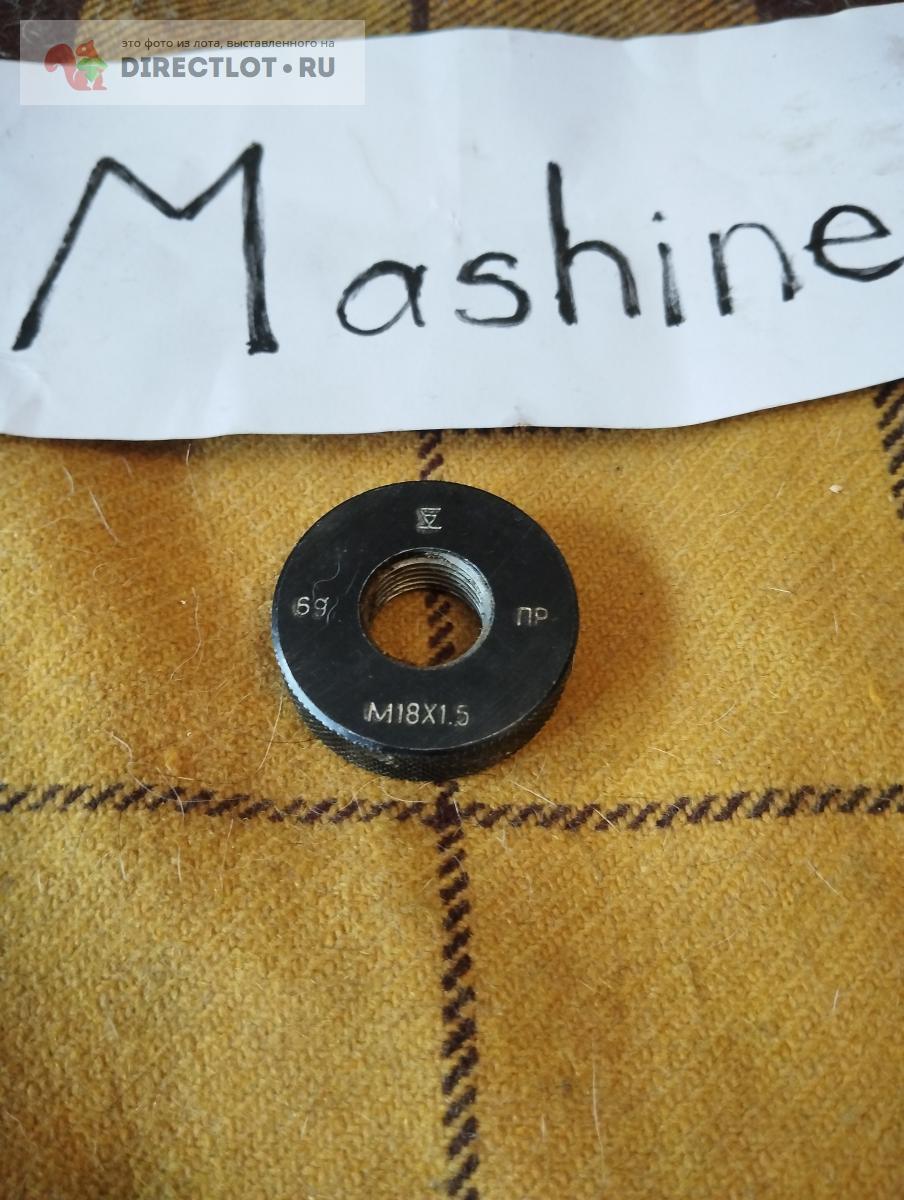 это фото из лота, выставленного на
DIRECTLOT • RU
Mashine
6g ПР
M18X1.5